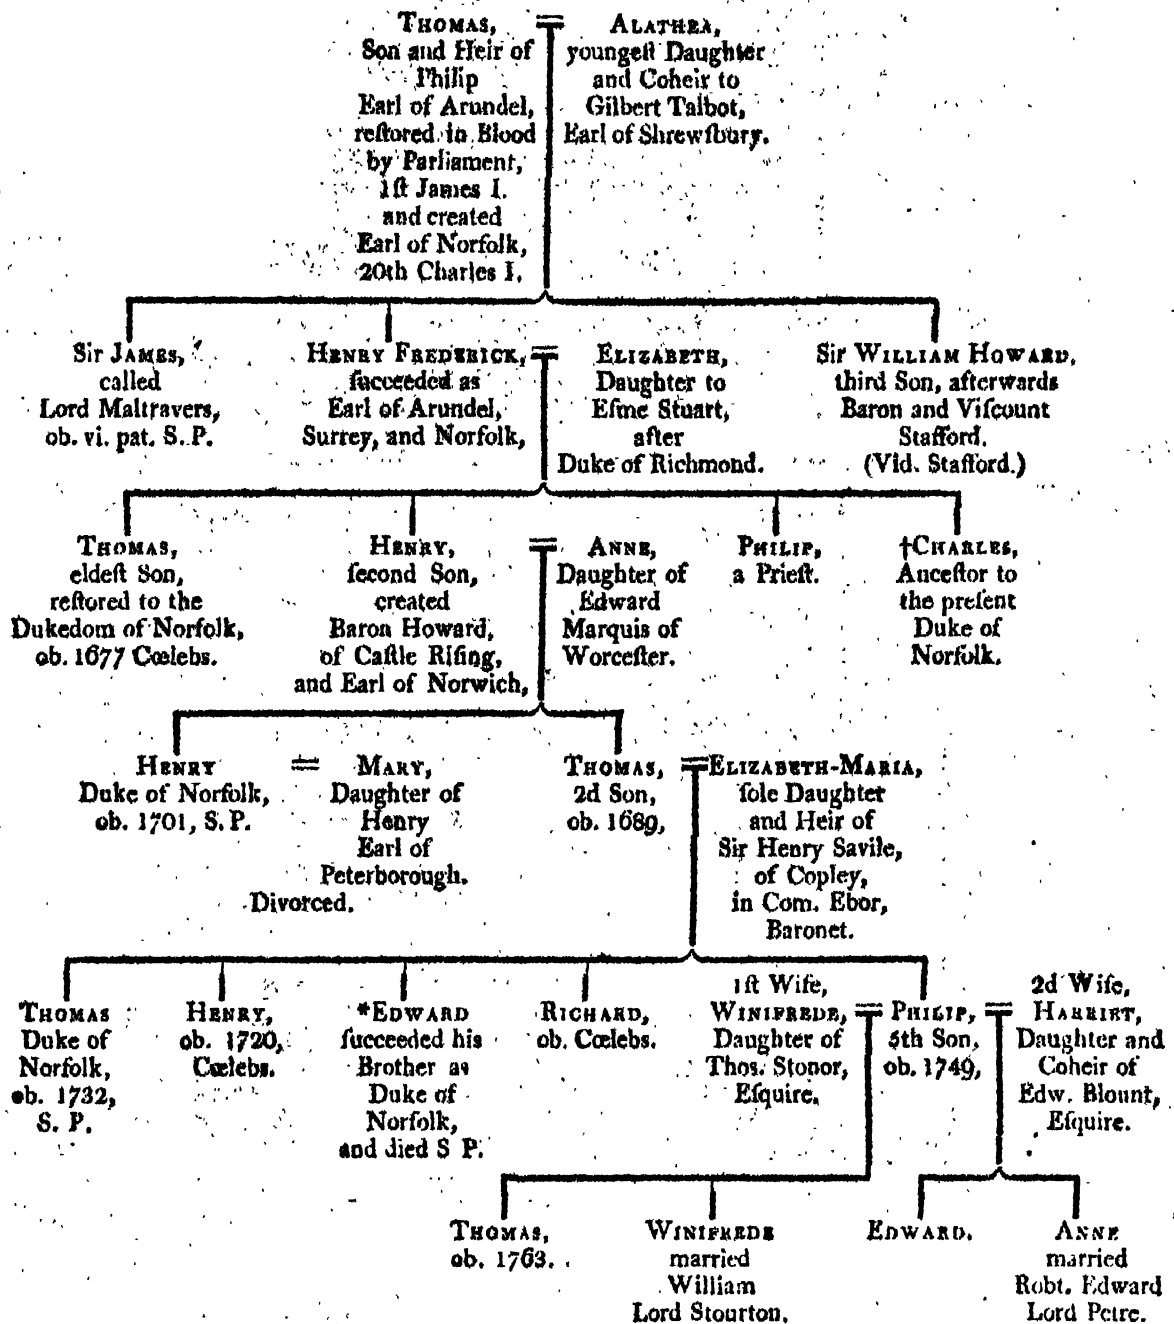 THOMAS,
Son and Heir of
Philip
Earl of Arundel,
reſtored in Blood
by Parliament,
1ſt James I.
and created
Earl of Norfolk,
20th Charles I.
=
ALATHEA,
youngeſt Daughter
and Coheir to
Gilbert Talbot,
Earl of Shrewſbury.
Sir JAMES,
called
Lord Maltravers,
ob. vi. pat. S. P.
HENRY FREDERICK,
ſucceeded as
Earl of Arundel,
Surrey, and Norfolk,
=
ELIZABETH,
Daughter to
Eſme Stuart,
after
Duke of Richmond.
Sir WILLIAM HOWARD,
third Son, afterwards
Baron and Viſcount
Stafford.
(Vid. Stafford.)
THOMAS,
eldeſt Son,
reſtored to the
Dukedom of Norfolk,
ob. 1677 Cœlebs.
HENRY,
ſecond Son,
created
Baron Howard,
of Caſtle Riſing,
and Earl of Norwich,
=
ANNE,
Daughter of
Edward
Marquis of
Worceſter.
PHILIP,
a Prieſt.
†CHARLES,
Anceſtor to
the preſent
Duke of
Norfolk.
HENRY
Duke of Norfolk,
ob. 1701, S. P.
=
MARY,
Daughter of
Henry
Earl of
Peterborough.
Divorced.
THOMAS,
2d Son,
ob. 1689,
=
ELIZABETH-MARIA,
ſole Daughter
and Heir of
Sir Henry Savile,
of Copley,
in Com. Ebor,
Baronet.
THOMAS
Duke of
Norfolk,
ob. 1732,
S. P.
HENRY,
ob. 1720,
Cœlebs.
*EDWARD
ſucceeded his
Brother as
Duke of
Norfolk,
and died S P.
RICHARD,
ob. Cœlebs.
1ſt Wife,
WINIFREDE,
Daughter of
Thos. Stonor,
Eſquire.
=
PHILIP,
5th Son,
ob. 1749,
=
2d Wife,
HARRIET,
Daughter and
Coheir of
Edw. Blount,
Eſquire.
THOMAS,
ob. 1763.
WINIFREDE
married
William
Lord Stourton.
EDWARD.
ANNE
married
Robt. Edward
Lord Petre.